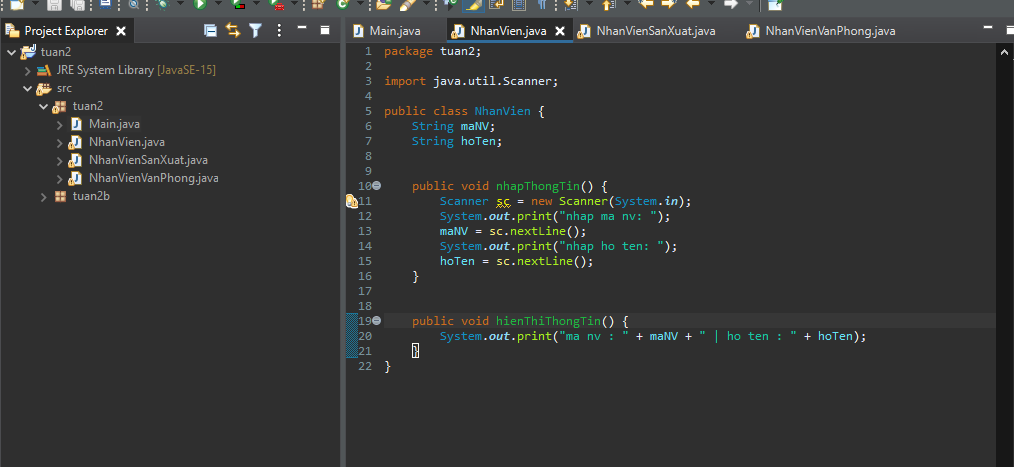 Project Explorer
tuan2
JRE System Library [JavaSE-15]
src
tuan2
Main.java
NhanVien.java
NhanVienSanXuat.java
NhanVienVanPhong.java
tuan2b
Main.java NhanVien.java NhanVienSanXuat.java NhanVienVanPhong.java
1 package tuan2;
2
3 import java.util.Scanner;
4
5 public class NhanVien {
6 String maNV;
7 String hoTen;
8
9
10 public void nhapThongTin() {
11 Scanner sc = new Scanner(System.in);
12 System.out.print("nhap ma nv: ");
13 maNV = sc.nextLine();
14 System.out.print("nhap ho ten: ");
15 hoTen = sc.nextLine();
16 }
17
18
19 public void hienThiThongTin() {
20 System.out.print("ma nv : " + maNV + " | ho ten : " + hoTen);
21 }
22 }